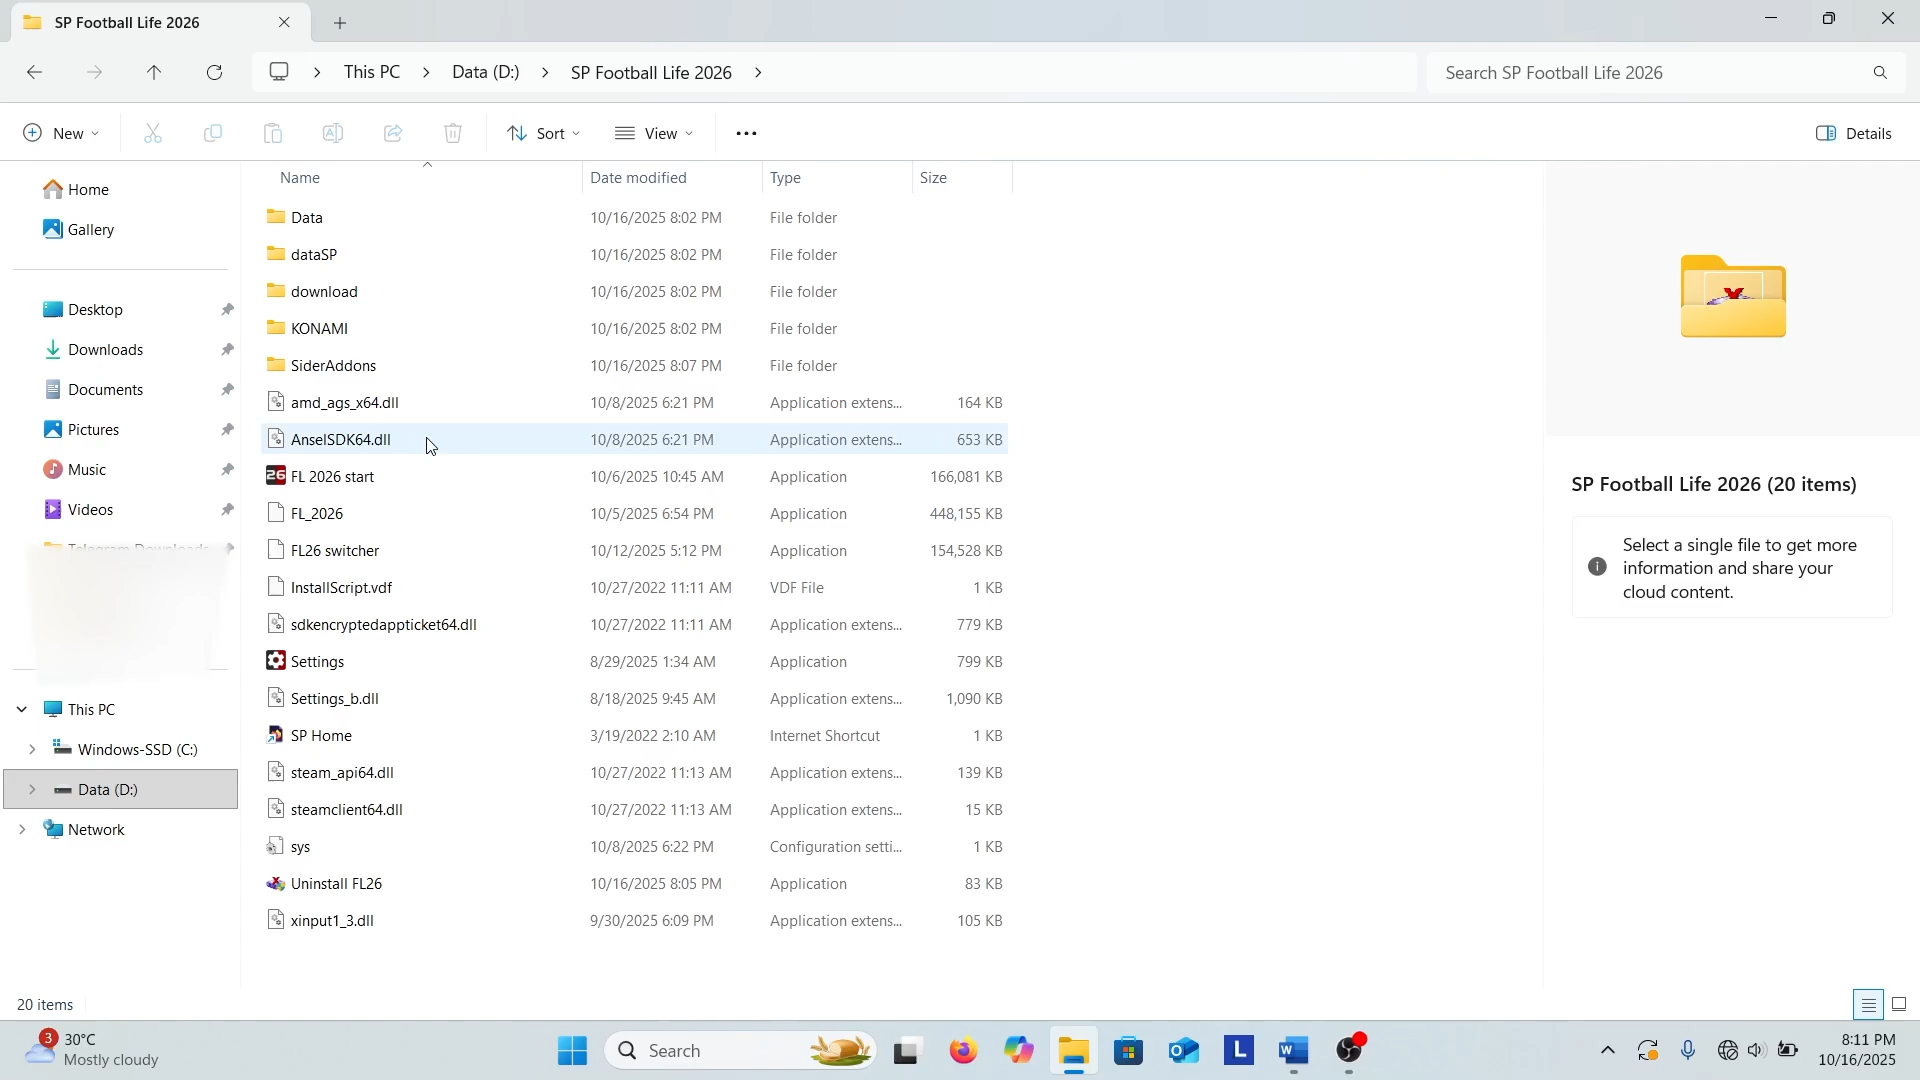 SP Football Life 2026
This PC > Data (D:) > SP Football Life 2026 >
Search SP Football Life 2026
New
Sort
View
Details
Home
Gallery
Desktop
Downloads
Documents
Pictures
Music
Videos
This PC
Windows-SSD (C:)
Data (D:)
Network
Name Date modified Type Size
Data 10/16/2025 8:02 PM File folder
dataSP 10/16/2025 8:02 PM File folder
download 10/16/2025 8:02 PM File folder
KONAMI 10/16/2025 8:02 PM File folder
SiderAddons 10/16/2025 8:07 PM File folder
amd_ags_x64.dll 10/8/2025 6:21 PM Application extens... 164 KB
AnselSDK64.dll 10/8/2025 6:21 PM Application extens... 653 KB
26 FL 2026 start 10/6/2025 10:45 AM Application 166,081 KB
FL_2026 10/5/2025 6:54 PM Application 448,155 KB
FL26 switcher 10/12/2025 5:12 PM Application 154,528 KB
InstallScript.vdf 10/27/2022 11:11 AM VDF File 1 KB
sdkencryptedappticket64.dll 10/27/2022 11:11 AM Application extens... 779 KB
Settings 8/29/2025 1:34 AM Application 799 KB
Settings_b.dll 8/18/2025 9:45 AM Application extens... 1,090 KB
SP Home 3/19/2022 2:10 AM Internet Shortcut 1 KB
steam_api64.dll 10/27/2022 11:13 AM Application extens... 139 KB
steamclient64.dll 10/27/2022 11:13 AM Application extens... 15 KB
sys 10/8/2025 6:22 PM Configuration setti... 1 KB
Uninstall FL26 10/16/2025 8:05 PM Application 83 KB
xinput1_3.dll 9/30/2025 6:09 PM Application extens... 105 KB
SP Football Life 2026 (20 items)
Select a single file to get more
information and share your
cloud content.
20 items
3
30°C
Mostly cloudy
Search
L
W
8:11 PM
10/16/2025